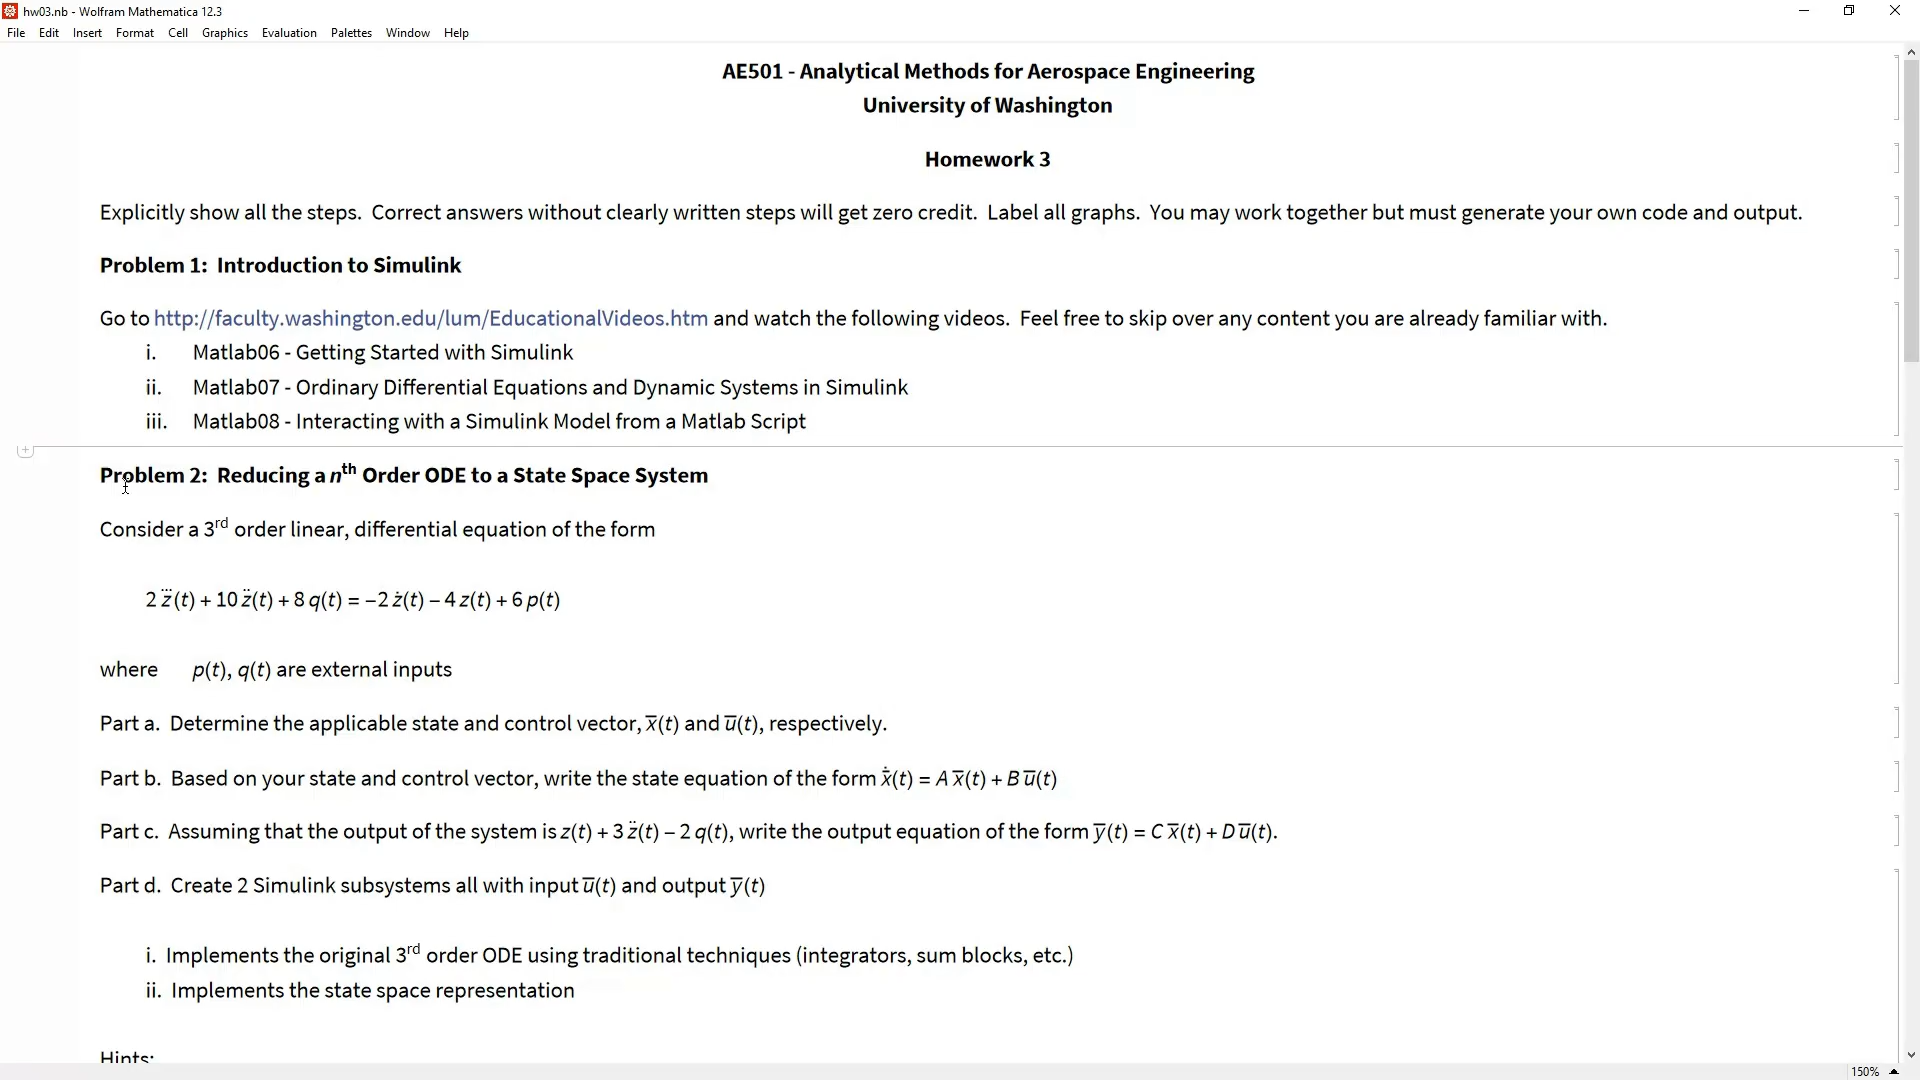 hw03.nb - Wolfram Mathematica 12.3
File Edit Insert Format Cell Graphics Evaluation Palettes Window Help
AE501 - Analytical Methods for Aerospace Engineering
University of Washington
Homework 3
Explicitly show all the steps. Correct answers without clearly written steps will get zero credit. Label all graphs. You may work together but must generate your own code and output.
Problem 1: Introduction to Simulink
Go to http://faculty.washington.edu/lum/EducationalVideos.htm and watch the following videos. Feel free to skip over any content you are already familiar with.
i. Matlab06 - Getting Started with Simulink
ii. Matlab07 - Ordinary Differential Equations and Dynamic Systems in Simulink
iii. Matlab08 - Interacting with a Simulink Model from a Matlab Script
Problem 2: Reducing a nᵗʰ Order ODE to a State Space System
Consider a 3ʳᵈ order linear, differential equation of the form
2 z⃛(t) + 10 z̈(t) + 8 q(t) = −2 ż(t) − 4 z(t) + 6 p(t)
where p(t), q(t) are external inputs
Part a. Determine the applicable state and control vector, x̅(t) and u̅(t), respectively.
Part b. Based on your state and control vector, write the state equation of the form x̅̇(t) = A x̅(t) + B u̅(t)
Part c. Assuming that the output of the system is z(t) + 3 z̈(t) − 2 q(t), write the output equation of the form y̅(t) = C x̅(t) + D u̅(t).
Part d. Create 2 Simulink subsystems all with input u̅(t) and output y̅(t)
i. Implements the original 3ʳᵈ order ODE using traditional techniques (integrators, sum blocks, etc.)
ii. Implements the state space representation
Hints:
150%